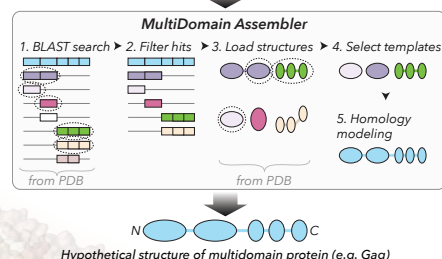 MultiDomain Assembler
1. BLAST search ➤ 2. Filter hits ➤ 3. Load structures ➤ 4. Select templates
5. Homology
modeling
from PDB
from PDB
N C
Hypothetical structure of multidomain protein (e.g. Gag)